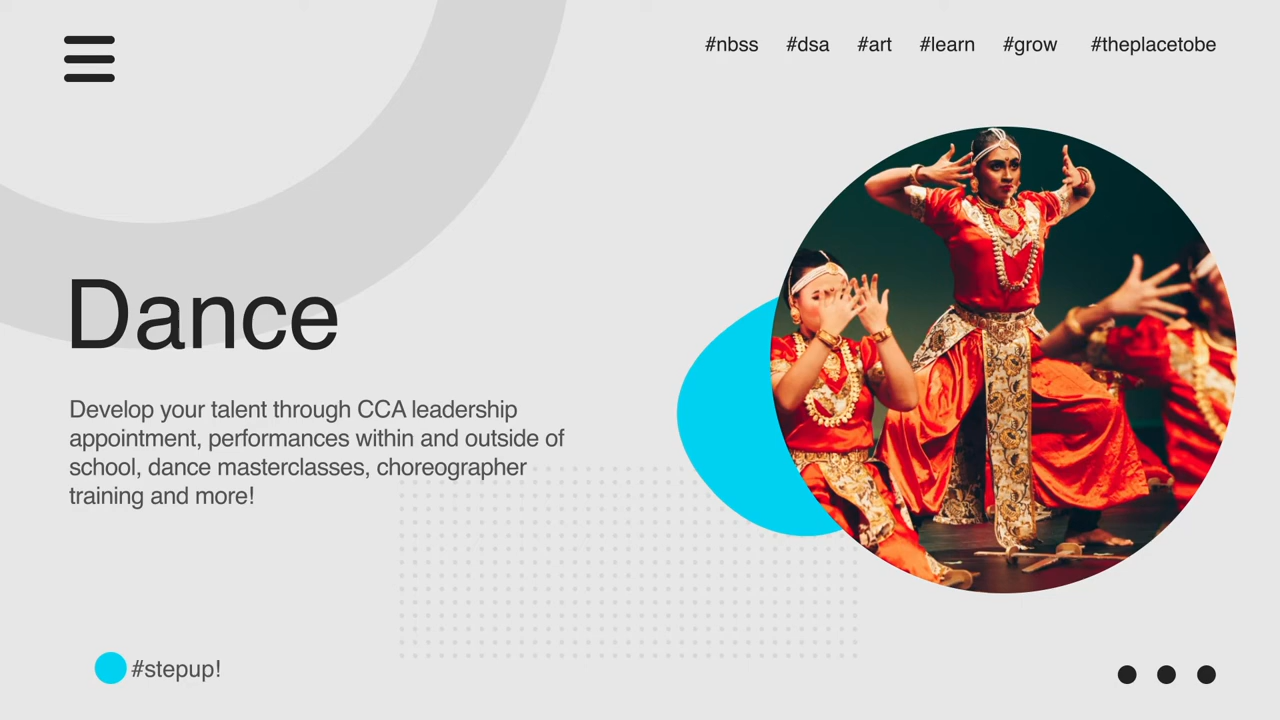 #nbss #dsa #art #learn #grow #theplacetobe
Dance
Develop your talent through CCA leadership
appointment, performances within and outside of
school, dance masterclasses, choreographer
training and more!
#stepup!